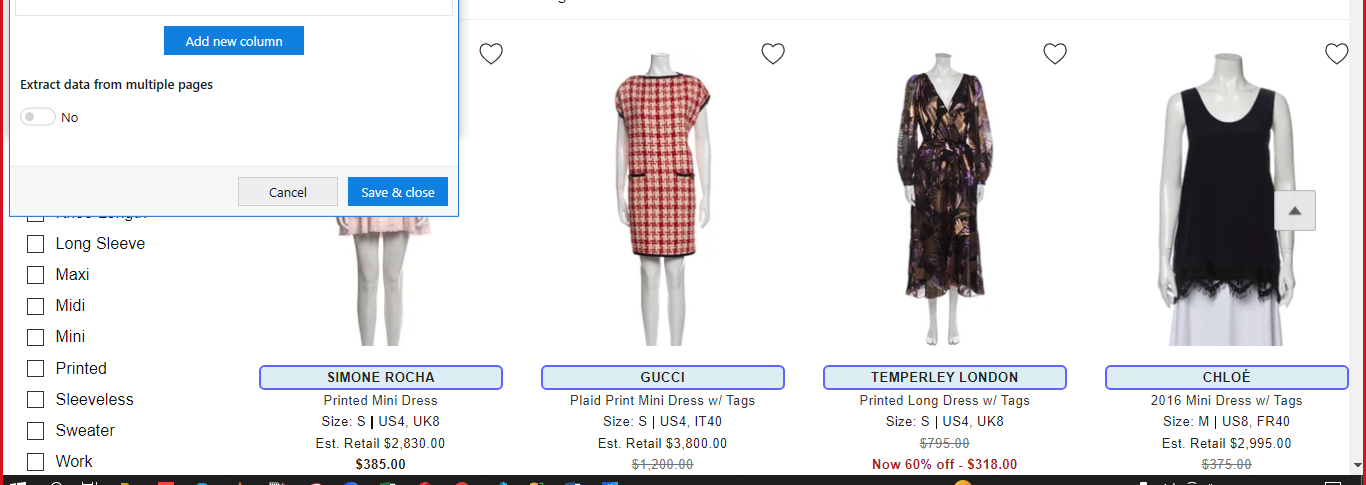 Add new column
Extract data from multiple pages
No
Cancel
Save & close
Long Sleeve
Maxi
Midi
Mini
Printed
Sleeveless
Sweater
Work
SIMONE ROCHA
Printed Mini Dress
Size: S | US4, UK8
Est. Retail $2,830.00
$385.00
GUCCI
Plaid Print Mini Dress w/ Tags
Size: S | US4, IT40
Est. Retail $3,800.00
$1,200.00
TEMPERLEY LONDON
Printed Long Dress w/ Tags
Size: S | US4, UK8
$795.00
Now 60% off - $318.00
CHLOÉ
2016 Mini Dress w/ Tags
Size: M | US8, FR40
Est. Retail $2,995.00
$375.00